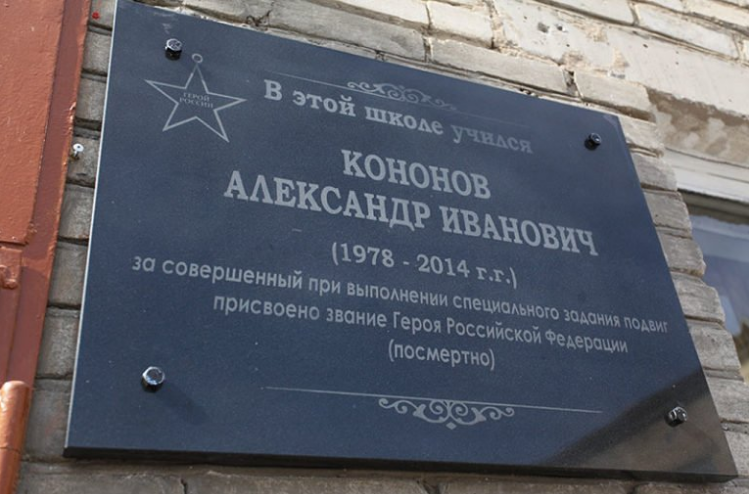 ГЕРОЙ
РОССИИ
В этой школе учился
КОНОНОВ
АЛЕКСАНДР ИВАНОВИЧ
(1978 - 2014 г.г.)
за совершенный при выполнении специального задания подвиг
присвоено звание Героя Российской Федерации
(посмертно)